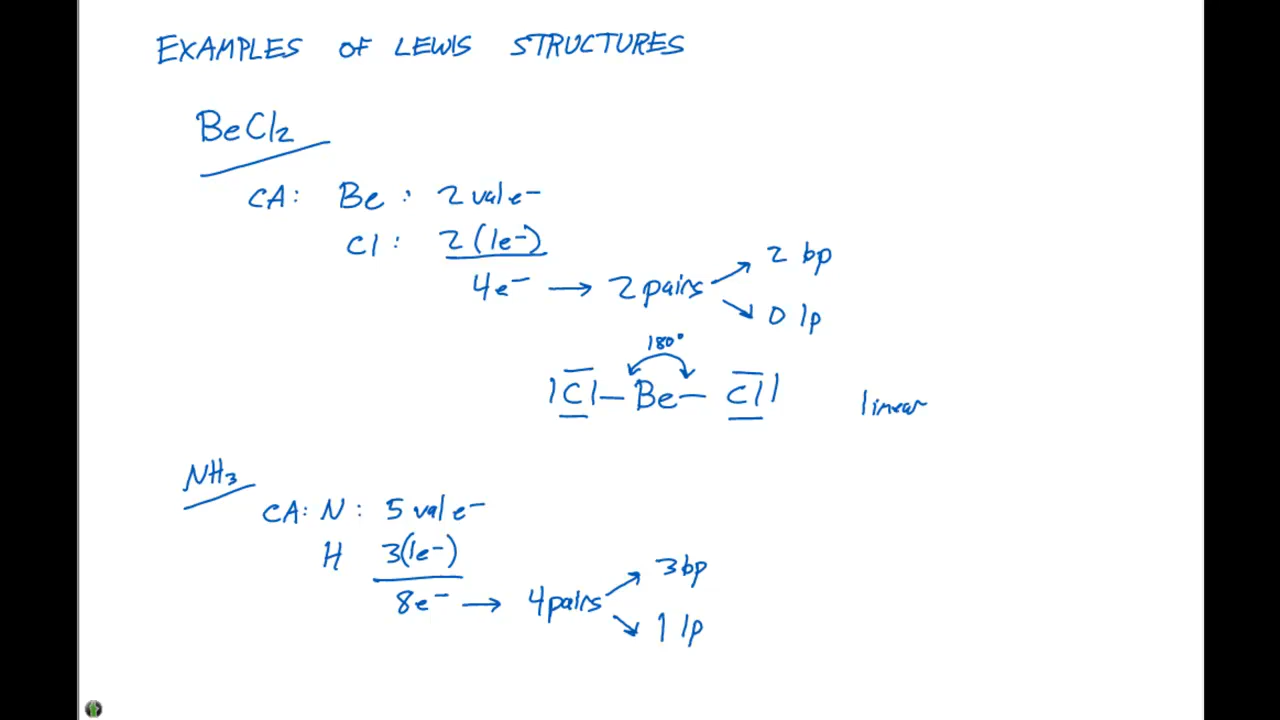 EXAMPLES OF LEWIS STRUCTURES
BeCl2
CA: Be: 2 val e-
Cl: 2(1e-)
4e- → 2 pairs
2 bp
0 lp
180°
|Cl-Be-Cl|
linear
NH3
CA: N: 5 val e-
H 3(1e-)
8e- → 4 pairs
3 bp
1 lp